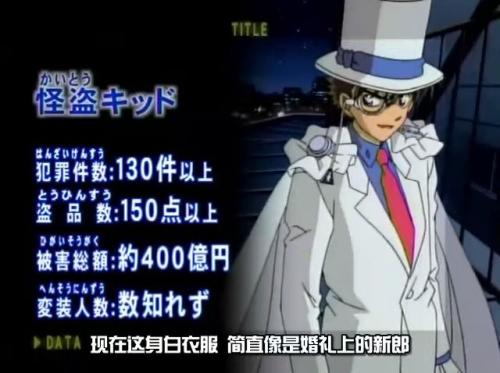 TITLE
かいとう
怪盗キッド
はんざいけんすう
犯罪件数:130件以上
とうひんすう
盗品数:150点以上
ひがいそうがく
被害総額:約400億円
へんそうにんずう
変装人数:数知れず
▶DATA
现在这身白衣服 简直像是婚礼上的新郎